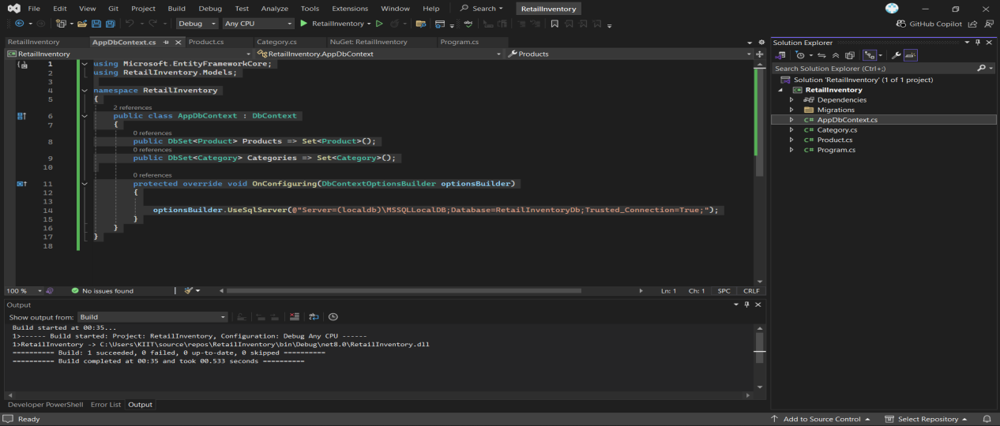 File Edit View Git Project Build Debug Test Analyze Tools Extensions Window Help Search RetailInventory
Debug Any CPU RetailInventory GitHub Copilot
RetailInventory AppDbContext.cs Product.cs Category.cs NuGet: RetailInventory Program.cs
RetailInventory RetailInventory.AppDbContext Products
1 using Microsoft.EntityFrameworkCore;
2 using RetailInventory.Models;
3
4 namespace RetailInventory
5 {
2 references
6 public class AppDbContext : DbContext
7 {
0 references
8 public DbSet<Product> Products => Set<Product>();
0 references
9 public DbSet<Category> Categories => Set<Category>();
10
0 references
11 protected override void OnConfiguring(DbContextOptionsBuilder optionsBuilder)
12 {
13
14 optionsBuilder.UseSqlServer(@"Server=(localdb)\MSSQLLocalDB;Database=RetailInventoryDb;Trusted_Connection=True;");
15 }
16 }
17 }
18
100 % No issues found Ln: 1 Ch: 1 SPC CRLF
Output
Show output from: Build
Build started at 00:35...
1>------ Build started: Project: RetailInventory, Configuration: Debug Any CPU ------
1>RetailInventory -> C:\Users\KIIT\source\repos\RetailInventory\bin\Debug\net8.0\RetailInventory.dll
========== Build: 1 succeeded, 0 failed, 0 up-to-date, 0 skipped ==========
========== Build completed at 00:35 and took 00.533 seconds ==========
Developer PowerShell Error List Output
Solution Explorer
Search Solution Explorer (Ctrl+;)
Solution 'RetailInventory' (1 of 1 project)
RetailInventory
Dependencies
Migrations
C# AppDbContext.cs
C# Category.cs
C# Product.cs
C# Program.cs
Ready Add to Source Control Select Repository